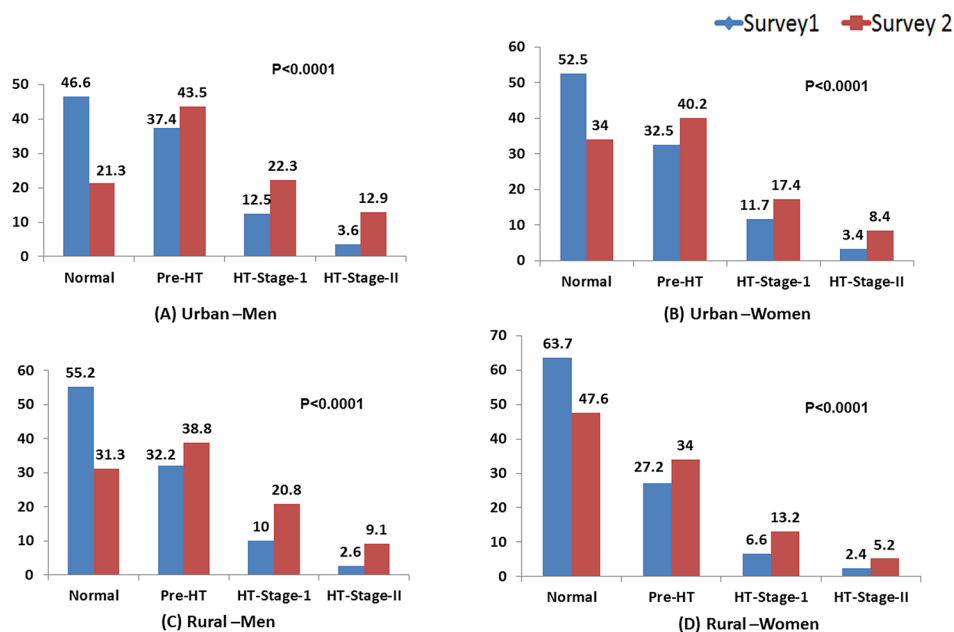 Survey1 Survey 2
P<0.0001
50
40
30
20
10
0
46.6 21.3 37.4 43.5 12.5 22.3 3.6 12.9
Normal Pre-HT HT-Stage-1 HT-Stage-II
(A) Urban –Men
P<0.0001
60
50
40
30
20
10
0
52.5 34 32.5 40.2 11.7 17.4 3.4 8.4
Normal Pre-HT HT-Stage-1 HT-Stage-II
(B) Urban –Women
P<0.0001
60
50
40
30
20
10
0
55.2 31.3 32.2 38.8 10 20.8 2.6 9.1
Normal Pre-HT HT-Stage-1 HT-Stage-II
(C) Rural –Men
P<0.0001
70
60
50
40
30
20
10
0
63.7 47.6 27.2 34 6.6 13.2 2.4 5.2
Normal Pre-HT HT-Stage-1 HT-Stage-II
(D) Rural –Women